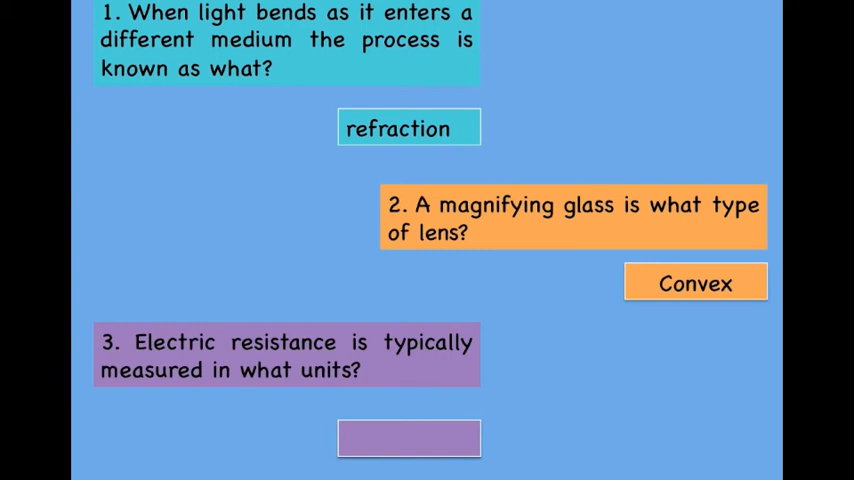 1. When light bends as it enters a
different medium the process is
known as what?
refraction
2. A magnifying glass is what type
of lens?
Convex
3. Electric resistance is typically
measured in what units?